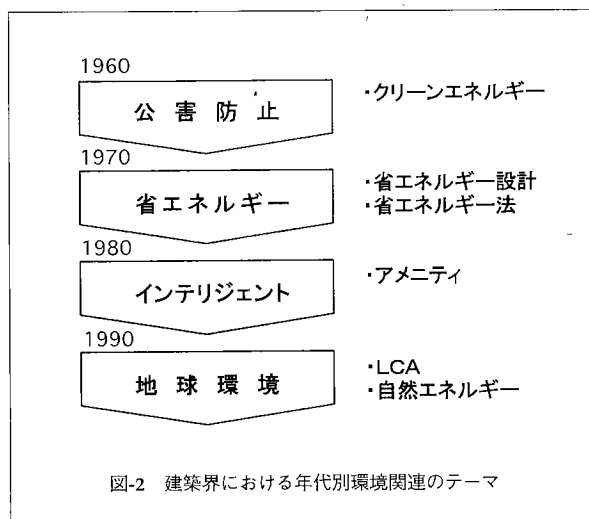 1960
公害防止
・クリーンエネルギー
1970
省エネルギー
・省エネルギー設計
・省エネルギー法
1980
インテリジェント
・アメニティ
1990
地球環境
・LCA
・自然エネルギー
図-2 建築界における年代別環境関連のテーマ